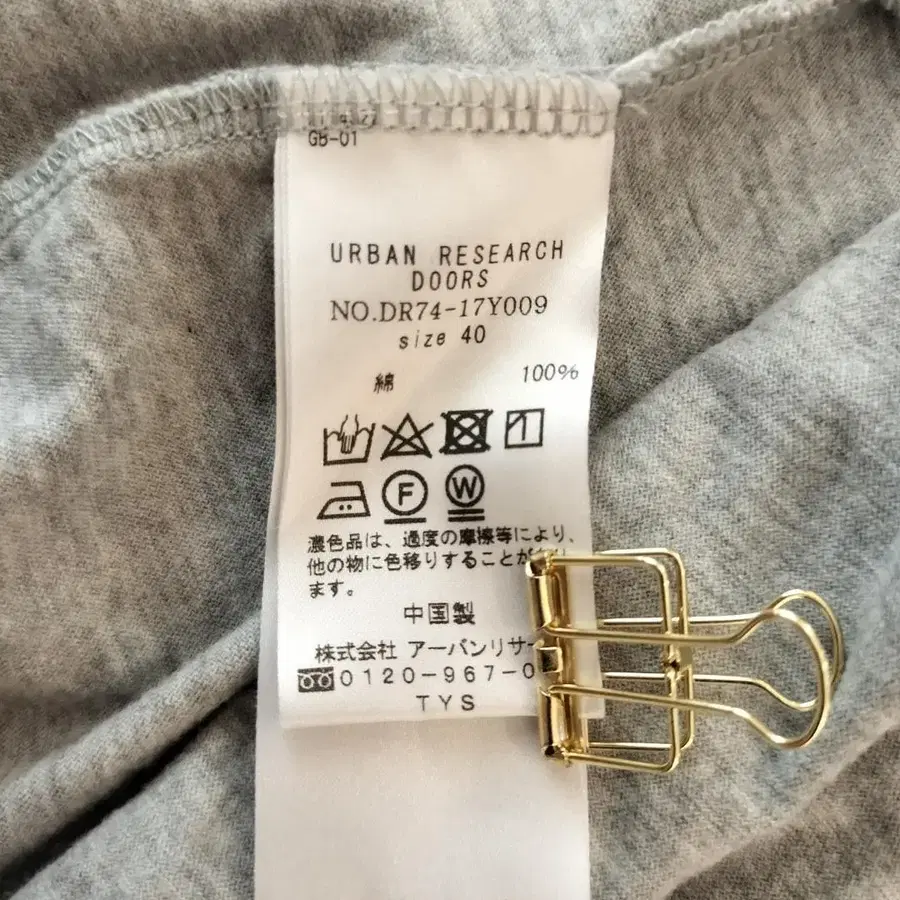 GB-01
URBAN RESEARCH
DOORS
NO.DR74-17Y009
size 40
綿 100%
F W
濃色品は、過度の摩擦等により、
他の物に色移りすることが
ます。
中国製
株式会社 アーバンリサー
0120-967-0
TYS